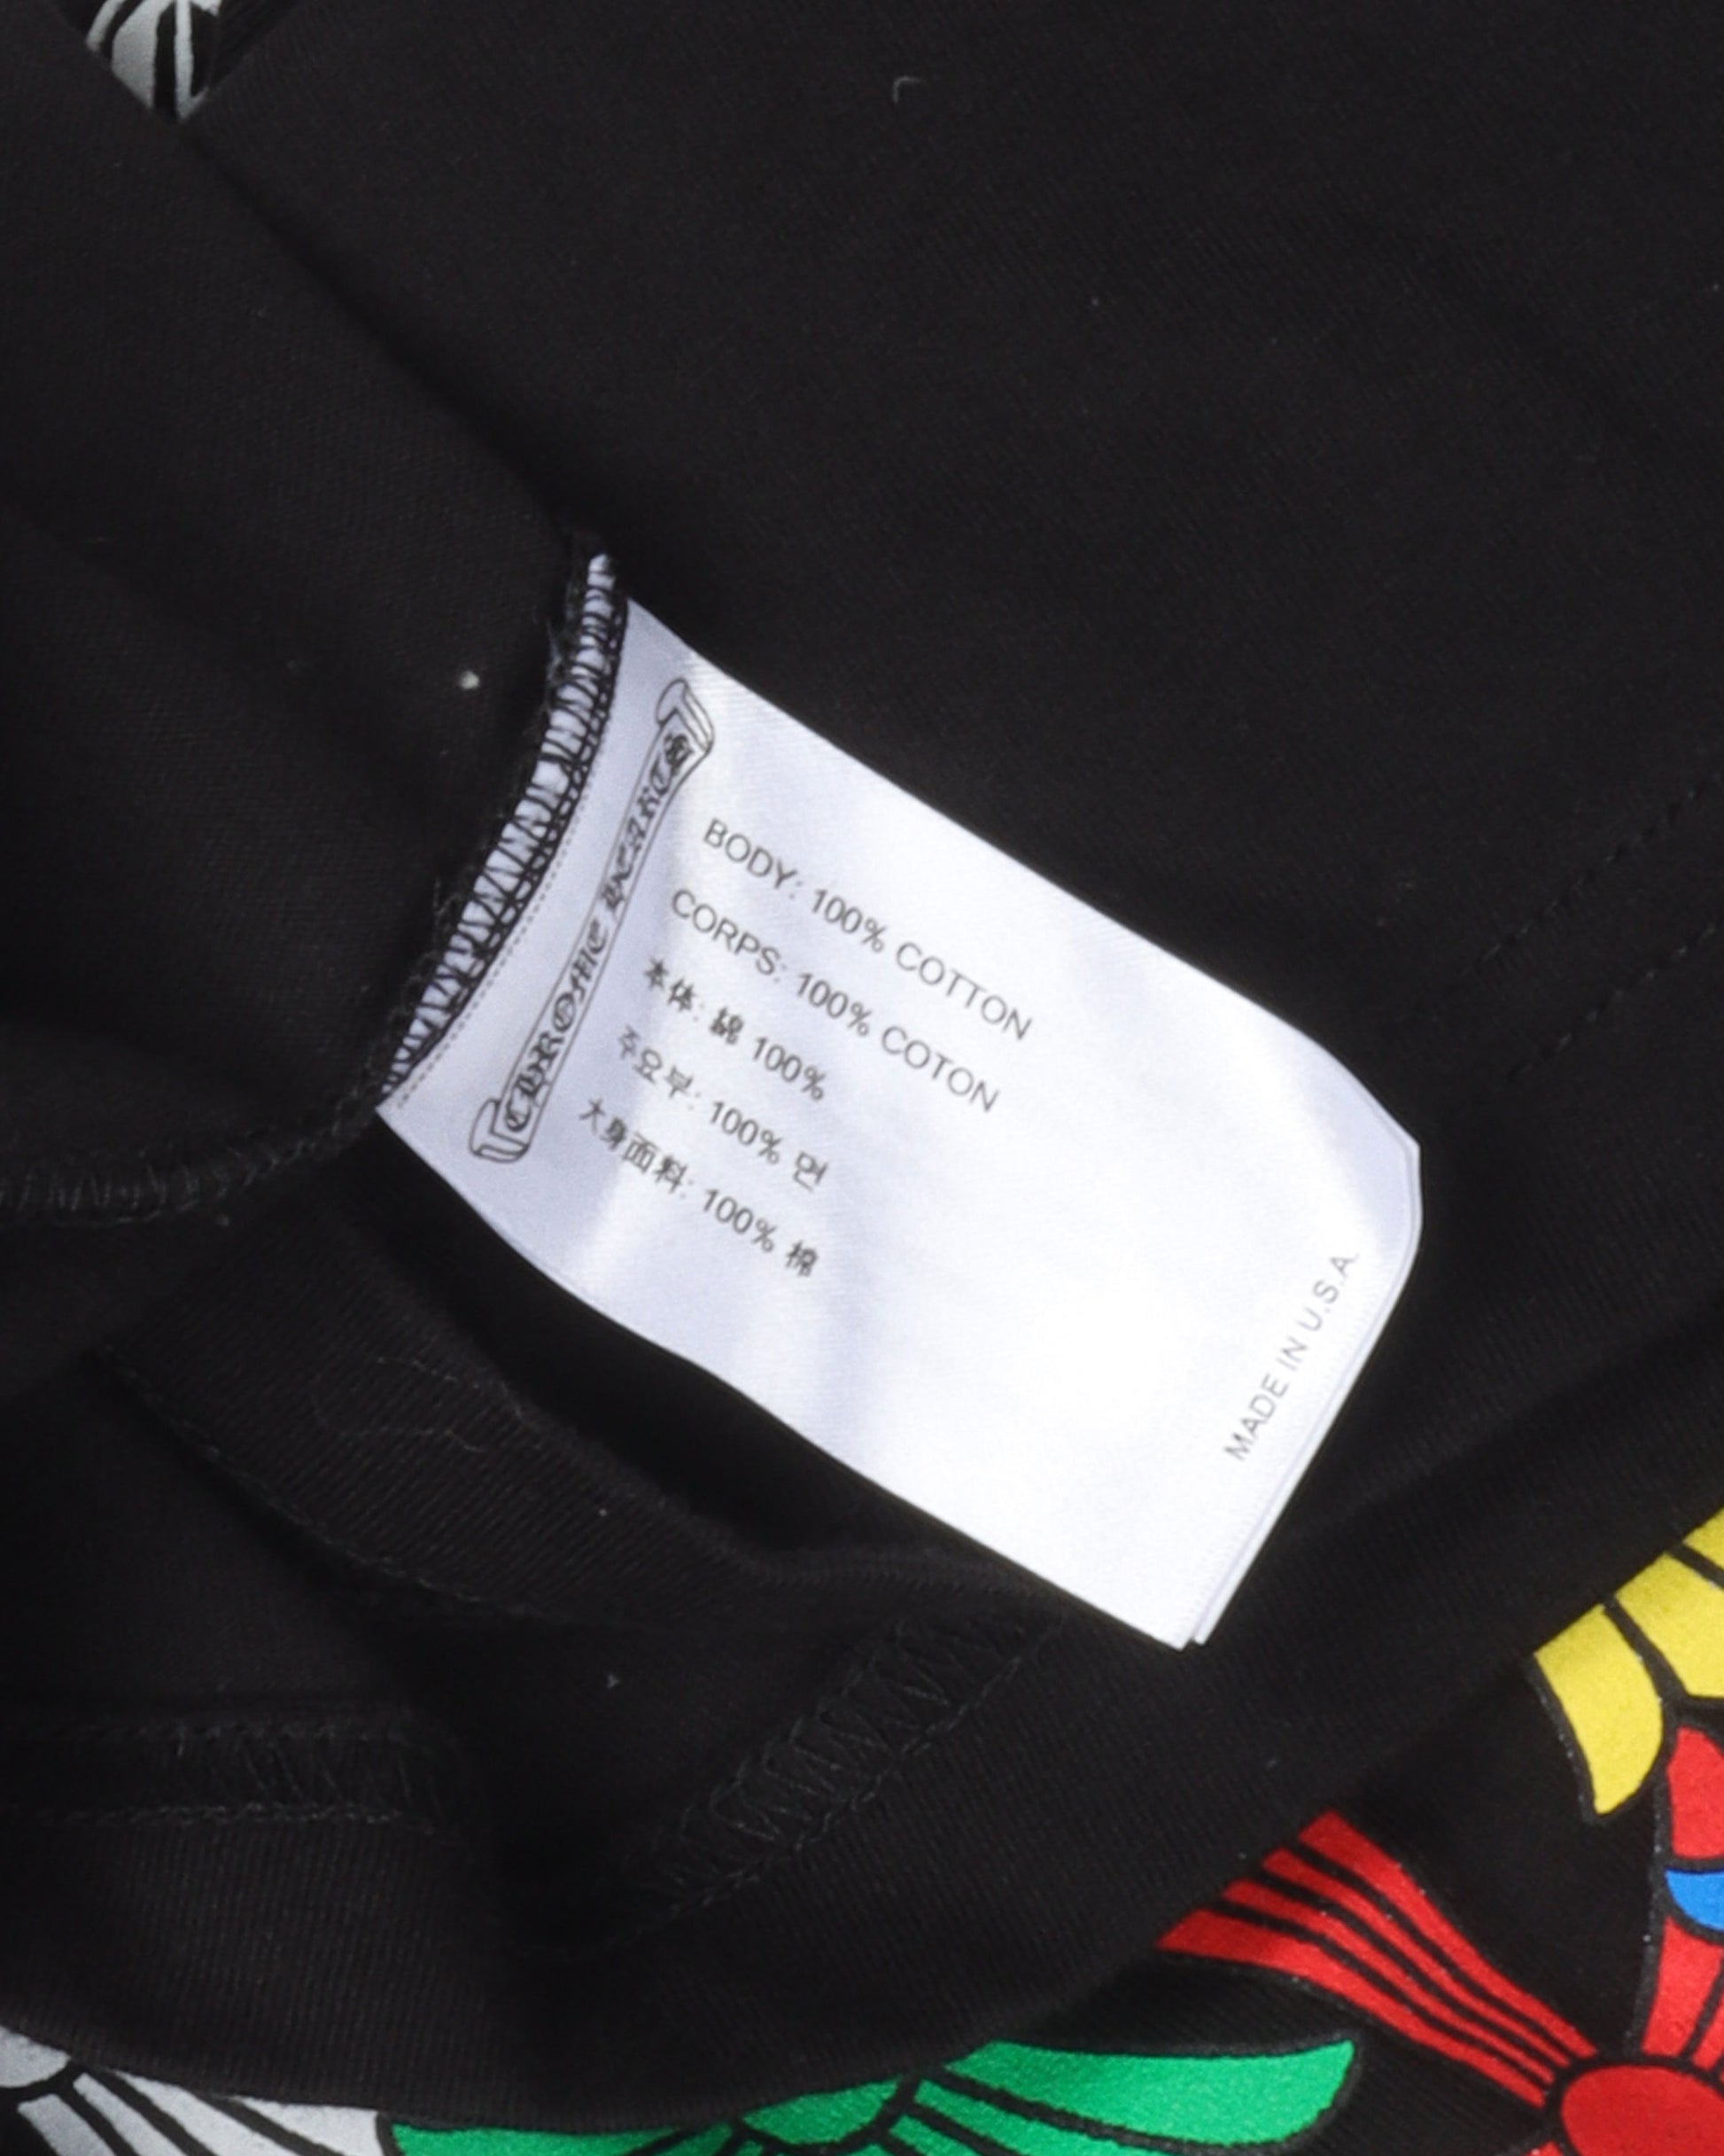 CHROME HEARTS
BODY: 100% COTTON
CORPS: 100% COTON
本体: 綿 100%
주요부: 100% 면
大身面料: 100% 棉
MADE IN U.S.A.